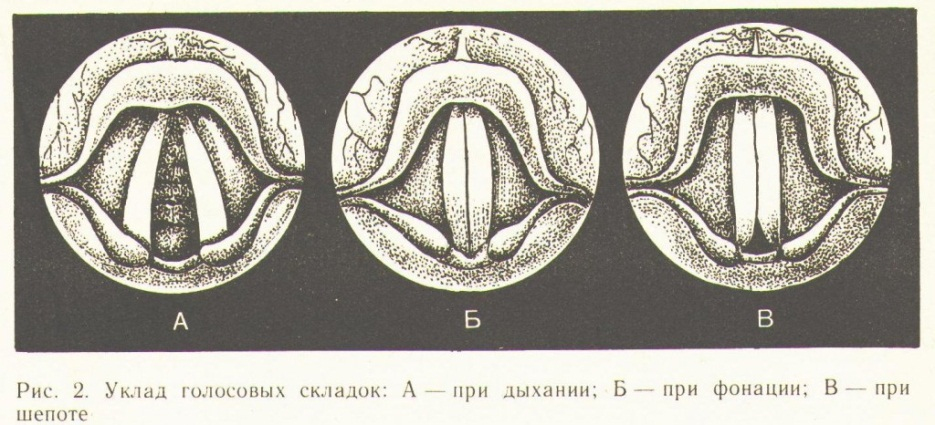 А
Б
В
Рис. 2. Уклад голосовых складок: А — при дыхании; Б — при фонации; В — при
шепоте